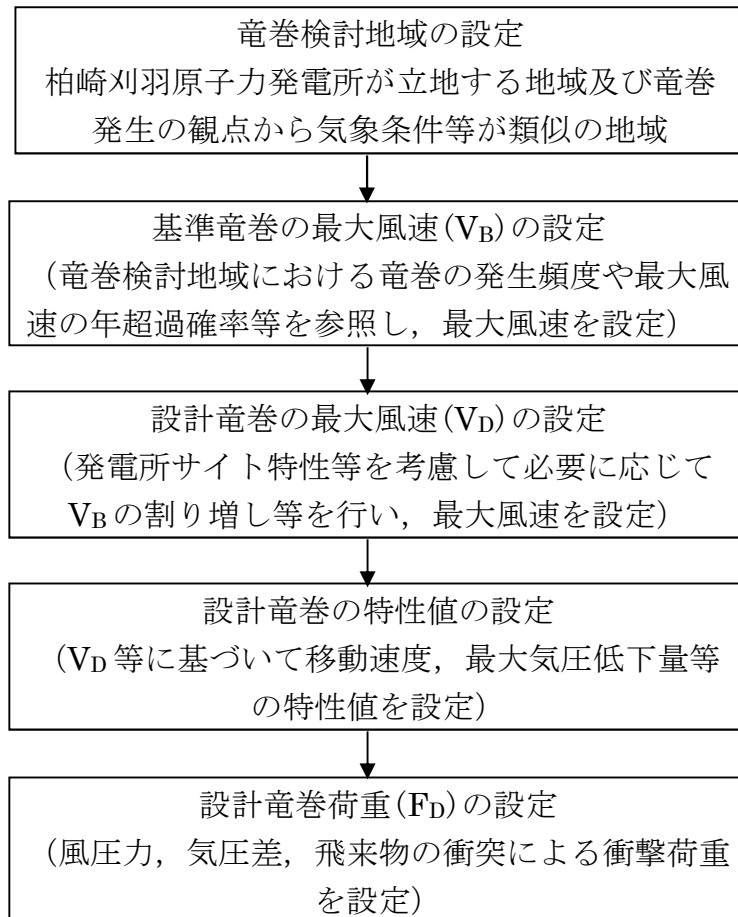 竜巻検討地域の設定
柏崎刈羽原子力発電所が立地する地域及び竜巻
発生の観点から気象条件等が類似の地域
基準竜巻の最大風速(VB)の設定
（竜巻検討地域における竜巻の発生頻度や最大風
速の年超過確率等を参照し，最大風速を設定）
設計竜巻の最大風速(VD)の設定
（発電所サイト特性等を考慮して必要に応じて
VBの割り増し等を行い，最大風速を設定）
設計竜巻の特性値の設定
（VD等に基づいて移動速度，最大気圧低下量等
の特性値を設定）
設計竜巻荷重(FD)の設定
（風圧力，気圧差，飛来物の衝突による衝撃荷重
を設定）